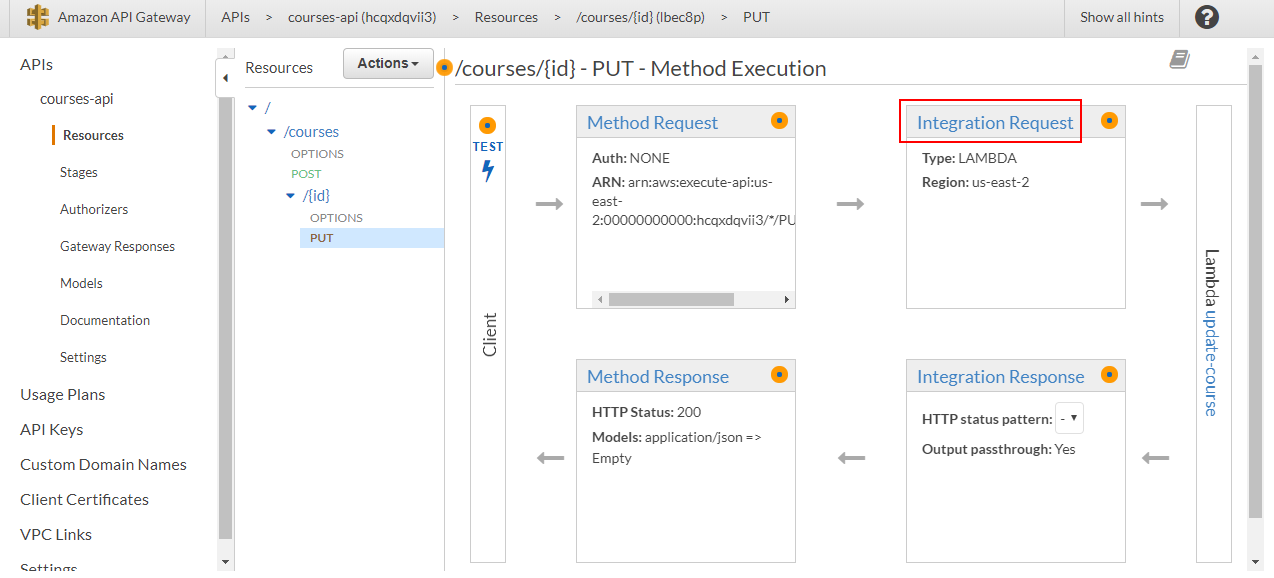 Amazon API Gateway
APIs > courses-api (hcqxdqvii3) > Resources > /courses/{id} (lbec8p) > PUT
Show all hints
?
APIs
courses-api
Resources
Stages
Authorizers
Gateway Responses
Models
Documentation
Settings
Usage Plans
API Keys
Custom Domain Names
Client Certificates
VPC Links
Settings
Resources
Actions
/
/courses
OPTIONS
POST
/{id}
OPTIONS
PUT
/courses/{id} - PUT - Method Execution
TEST
Client
Method Request
Auth: NONE
ARN: arn:aws:execute-api:us-
east-
2:00000000000:hcqxdqvii3/*/PU
Integration Request
Type: LAMBDA
Region: us-east-2
Lambda update-course
Method Response
HTTP Status: 200
Models: application/json =>
Empty
Integration Response
HTTP status pattern: -
Output passthrough: Yes